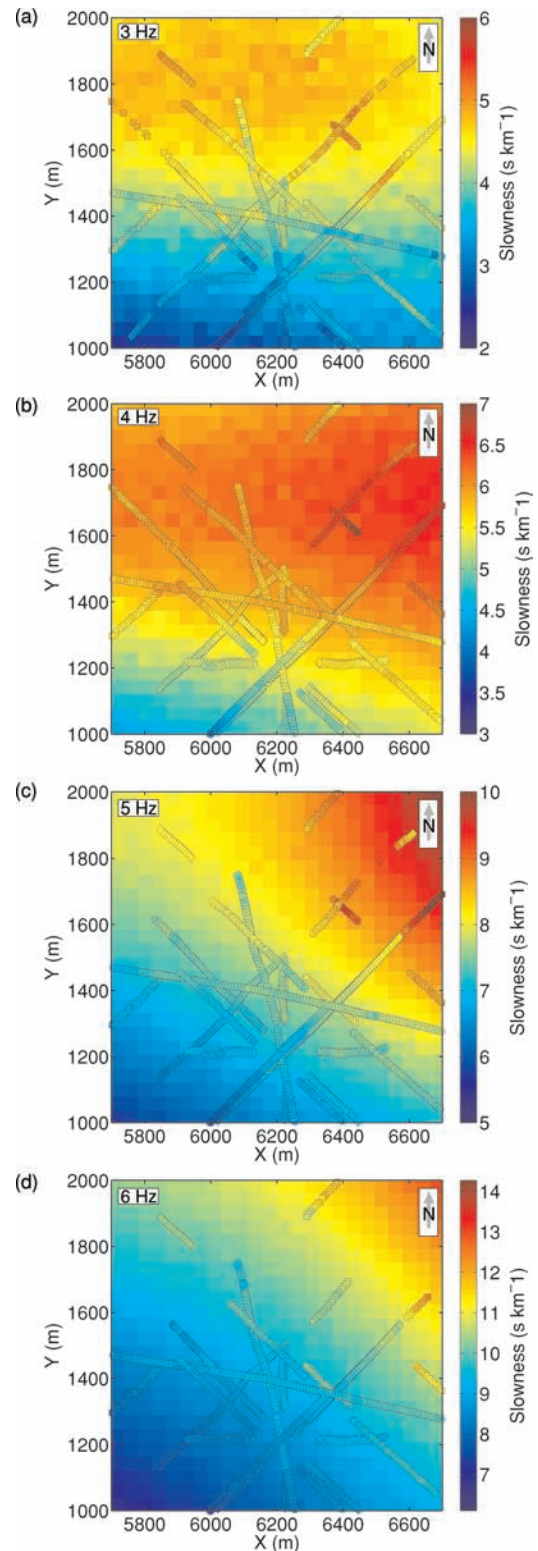 (a)
3 Hz
N
2000
1800
1600
1400
1200
1000
Y (m)
5800 6000 6200 6400 6600
X (m)
6
5
4
3
2
Slowness (s km⁻¹)
(b)
4 Hz
N
2000
1800
1600
1400
1200
1000
Y (m)
5800 6000 6200 6400 6600
X (m)
7
6.5
6
5.5
5
4.5
4
3.5
3
Slowness (s km⁻¹)
(c)
5 Hz
N
2000
1800
1600
1400
1200
1000
Y (m)
5800 6000 6200 6400 6600
X (m)
10
9
8
7
6
5
Slowness (s km⁻¹)
(d)
6 Hz
N
2000
1800
1600
1400
1200
1000
Y (m)
5800 6000 6200 6400 6600
X (m)
14
13
12
11
10
9
8
7
Slowness (s km⁻¹)